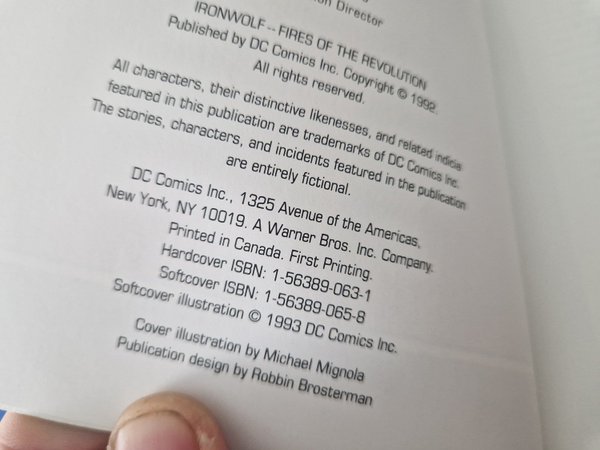 Director
IRONWOLF -- FIRES OF THE REVOLUTION
Published by DC Comics Inc. Copyright © 1992.
All rights reserved.
All characters, their distinctive likenesses, and related indicia
featured in this publication are trademarks of DC Comics Inc.
The stories, characters, and incidents featured in the publication
are entirely fictional.
DC Comics Inc., 1325 Avenue of the Americas,
New York, NY 10019. A Warner Bros. Inc. Company.
Printed in Canada. First Printing.
Hardcover ISBN: 1-56389-063-1
Softcover ISBN: 1-56389-065-8
Softcover illustration © 1993 DC Comics Inc.
Cover illustration by Michael Mignola
Publication design by Robbin Brosterman